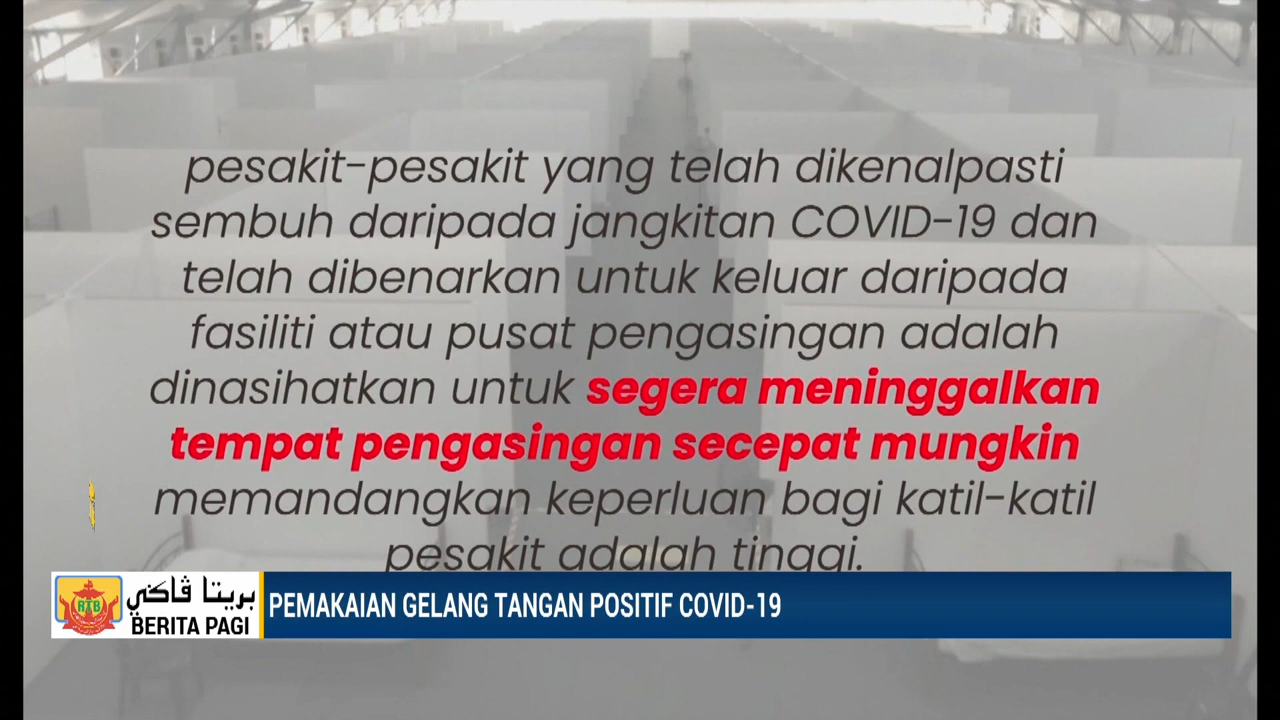 pesakit-pesakit yang telah dikenalpasti
sembuh daripada jangkitan COVID-19 dan
telah dibenarkan untuk keluar daripada
fasiliti atau pusat pengasingan adalah
dinasihatkan untuk segera meninggalkan
tempat pengasingan secepat mungkin
memandangkan keperluan bagi katil-katil
pesakit adalah tinggi.
RTB
بريتا ڤاݢي
BERITA PAGI
PEMAKAIAN GELANG TANGAN POSITIF COVID-19